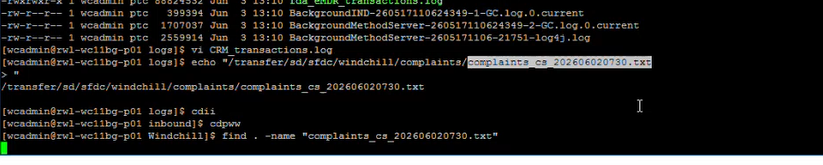 -rwxrwxr-x 1 wcadmin ptc 88824532 Jun 3 13:10 ida_eMDR_transactions.log
-rw-rw-r-- 1 wcadmin ptc 399394 Jun 3 13:10 BackgroundIND-260517110624349-1-GC.log.0.current
-rw-rw-r-- 1 wcadmin ptc 1707037 Jun 3 13:10 BackgroundMethodServer-260517110624349-2-GC.log.0.current
-rw-rw-r-- 1 wcadmin ptc 2559914 Jun 3 13:10 BackgroundMethodServer-2605171106-21751-log4j.log
[wcadmin@rwl-wc11bg-p01 logs]$ vi CRM_transactions.log
[wcadmin@rwl-wc11bg-p01 logs]$ echo "/transfer/sd/sfdc/windchill/complaints/complaints_cs_202606020730.txt
> "
/transfer/sd/sfdc/windchill/complaints/complaints_cs_202606020730.txt
[wcadmin@rwl-wc11bg-p01 logs]$ cdii
[wcadmin@rwl-wc11bg-p01 inbound]$ cdpww
[wcadmin@rwl-wc11bg-p01 Windchill]$ find . -name "complaints_cs_202606020730.txt"